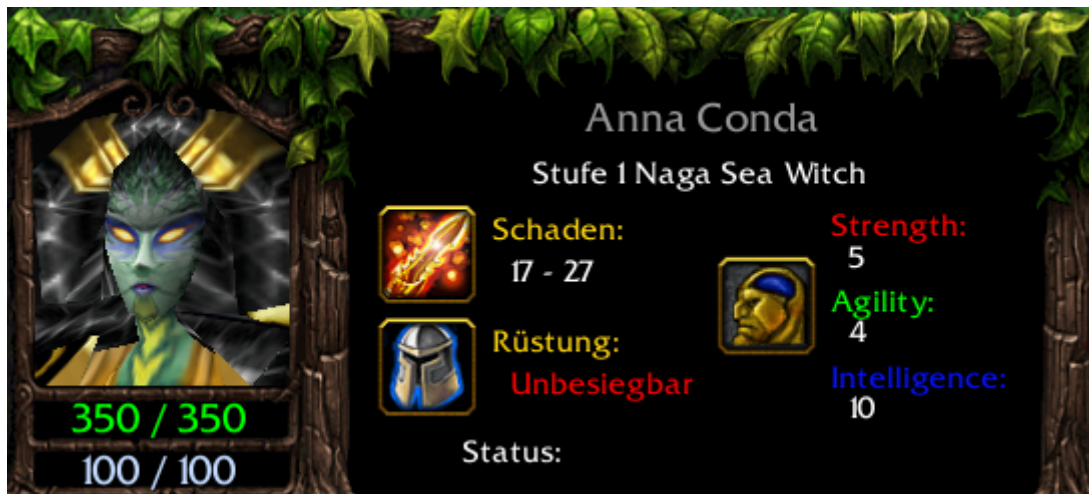 Anna Conda
Stufe 1 Naga Sea Witch
Schaden:
17 - 27
Rüstung:
Unbesiegbar
Strength:
5
Agility:
4
Intelligence:
10
Status:
350 / 350
100 / 100